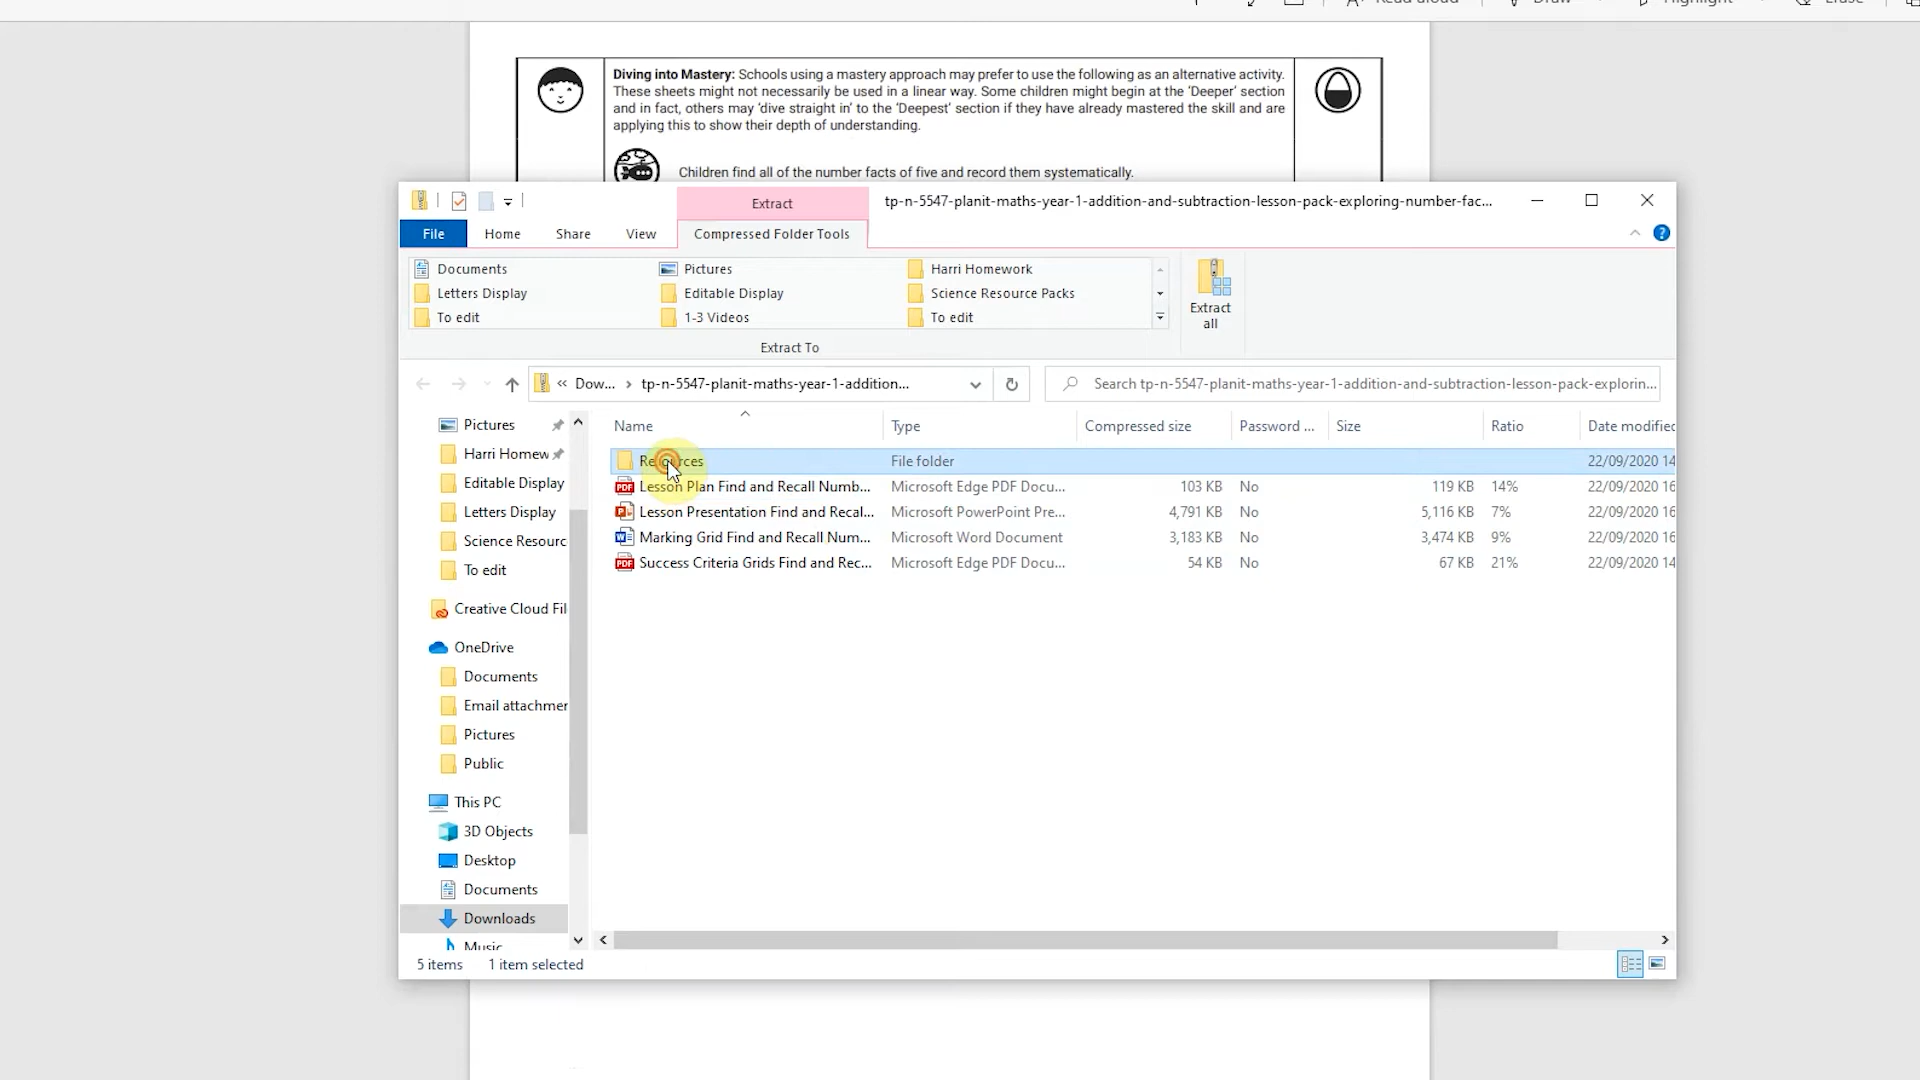 Read aloud
Draw
Highlight
Erase
Diving into Mastery: Schools using a mastery approach may prefer to use the following as an alternative activity.
These sheets might not necessarily be used in a linear way. Some children might begin at the 'Deeper' section
and in fact, others may 'dive straight in' to the 'Deepest' section if they have already mastered the skill and are
applying this to show their depth of understanding.
Children find all of the number facts of five and record them systematically.
Extract
tp-n-5547-planit-maths-year-1-addition-and-subtraction-lesson-pack-exploring-number-fac...
File
Home
Share
View
Compressed Folder Tools
Documents
Pictures
Harri Homework
Letters Display
Editable Display
Science Resource Packs
To edit
1-3 Videos
To edit
Extract
all
Extract To
« Dow... › tp-n-5547-planit-maths-year-1-addition...
Search tp-n-5547-planit-maths-year-1-addition-and-subtraction-lesson-pack-explorin...
Pictures
Harri Homew
Editable Display
Letters Display
Science Resourc
To edit
Creative Cloud Fil
OneDrive
Documents
Email attachmer
Pictures
Public
This PC
3D Objects
Desktop
Documents
Downloads
Music
Name Type Compressed size Password ... Size Ratio Date modified
Resources File folder 22/09/2020 14
Lesson Plan Find and Recall Numb... Microsoft Edge PDF Docu... 103 KB No 119 KB 14% 22/09/2020 16
Lesson Presentation Find and Recal... Microsoft PowerPoint Pre... 4,791 KB No 5,116 KB 7% 22/09/2020 16
Marking Grid Find and Recall Num... Microsoft Word Document 3,183 KB No 3,474 KB 9% 22/09/2020 16
Success Criteria Grids Find and Rec... Microsoft Edge PDF Docu... 54 KB No 67 KB 21% 22/09/2020 14
5 items 1 item selected